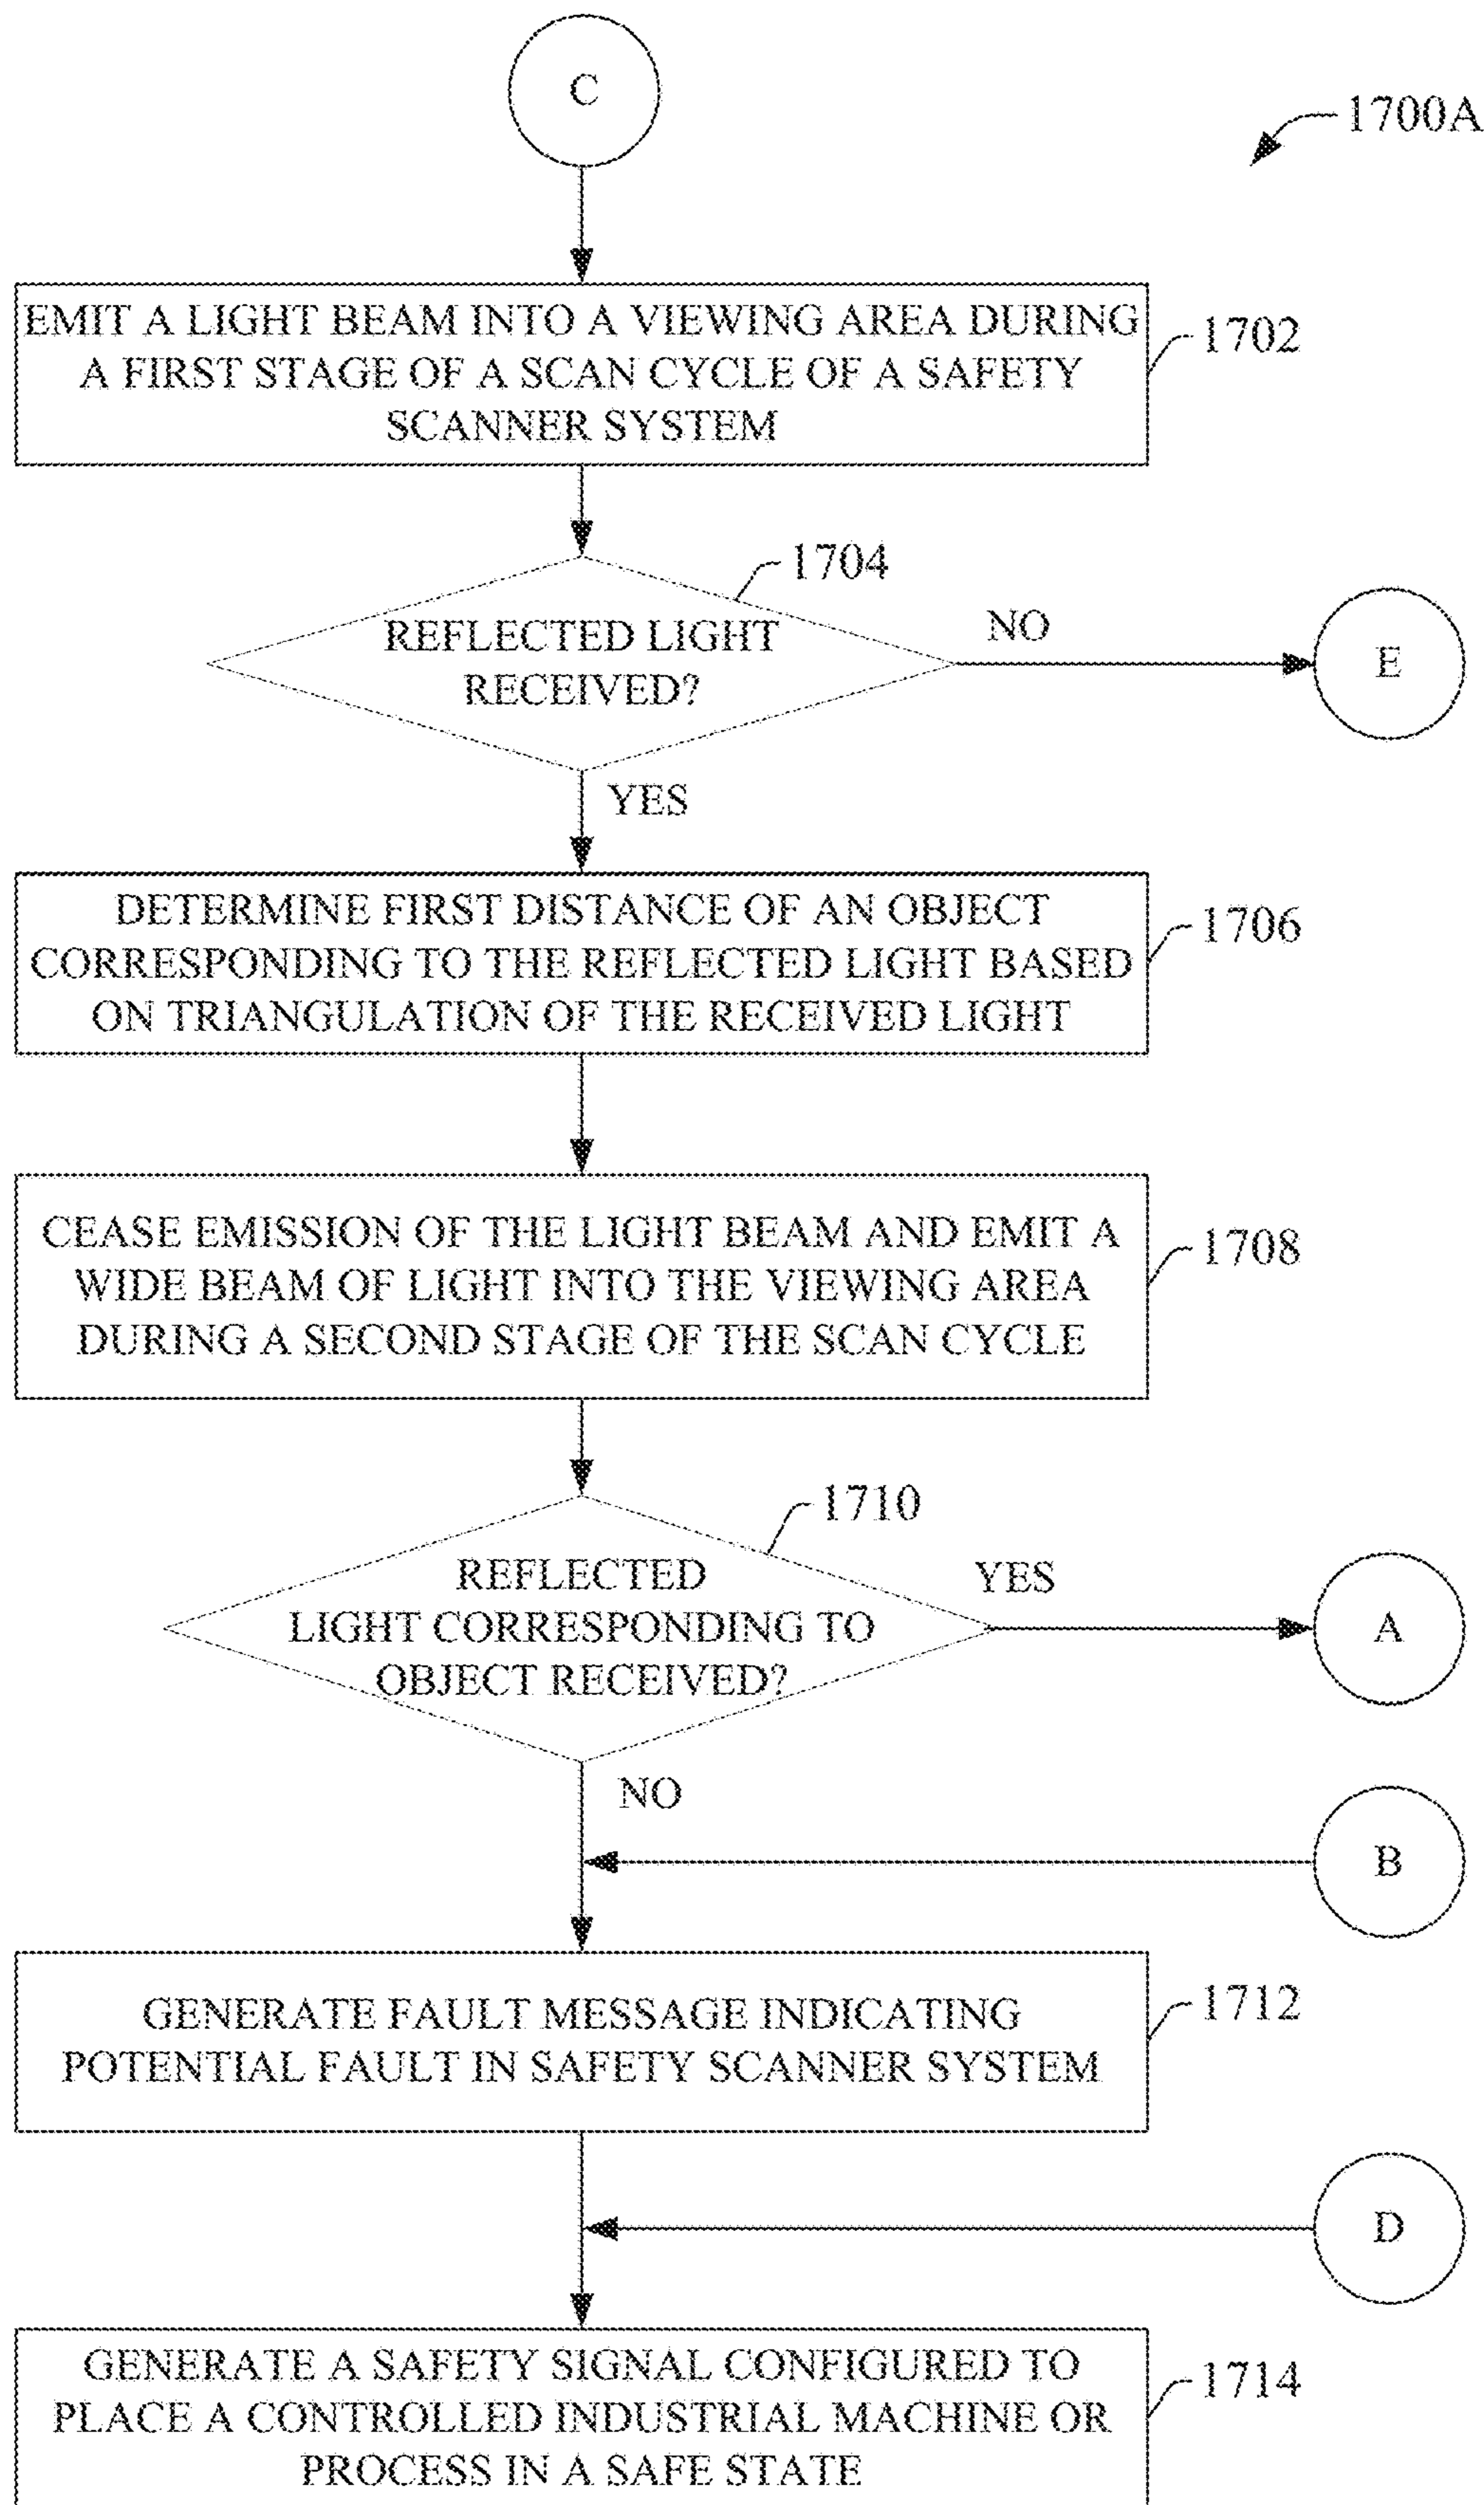 C
1700A
EMIT A LIGHT BEAM INTO A VIEWING AREA DURING
A FIRST STAGE OF A SCAN CYCLE OF A SAFETY
SCANNER SYSTEM
1702
1704
REFLECTED LIGHT
RECEIVED?
NO
E
YES
DETERMINE FIRST DISTANCE OF AN OBJECT
CORRESPONDING TO THE REFLECTED LIGHT BASED
ON TRIANGULATION OF THE RECEIVED LIGHT
1706
CEASE EMISSION OF THE LIGHT BEAM AND EMIT A
WIDE BEAM OF LIGHT INTO THE VIEWING AREA
DURING A SECOND STAGE OF THE SCAN CYCLE
1708
1710
REFLECTED
LIGHT CORRESPONDING TO
OBJECT RECEIVED?
YES
A
NO
B
GENERATE FAULT MESSAGE INDICATING
POTENTIAL FAULT IN SAFETY SCANNER SYSTEM
1712
D
GENERATE A SAFETY SIGNAL CONFIGURED TO
PLACE A CONTROLLED INDUSTRIAL MACHINE OR
PROCESS IN A SAFE STATE
1714